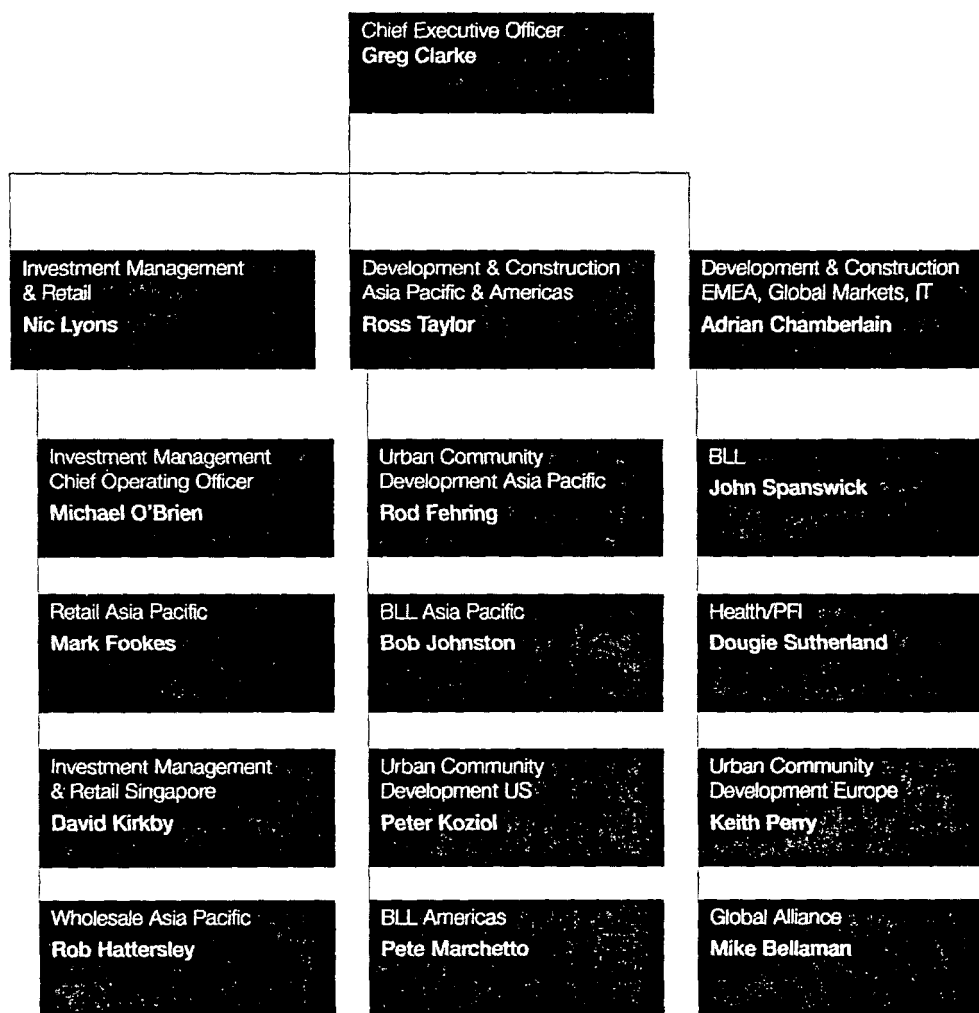 Chief Executive Officer
Greg Clarke
Investment Management
& Retail
Nic Lyons
Development & Construction
Asia Pacific & Americas
Ross Taylor
Development & Construction
EMEA, Global Markets, IT
Adrian Chamberlain
Investment Management
Chief Operating Officer
Michael O'Brien
Urban Community
Development Asia Pacific
Rod Fehring
BLL
John Spanswick
Retail Asia Pacific
Mark Fookes
BLL Asia Pacific
Bob Johnston
Health/PFI
Dougie Sutherland
Investment Management
& Retail Singapore
David Kirkby
Urban Community
Development US
Peter Koziol
Urban Community
Development Europe
Keith Perry
Wholesale Asia Pacific
Rob Hattersley
BLL Americas
Pete Marchetto
Global Alliance
Mike Bellaman